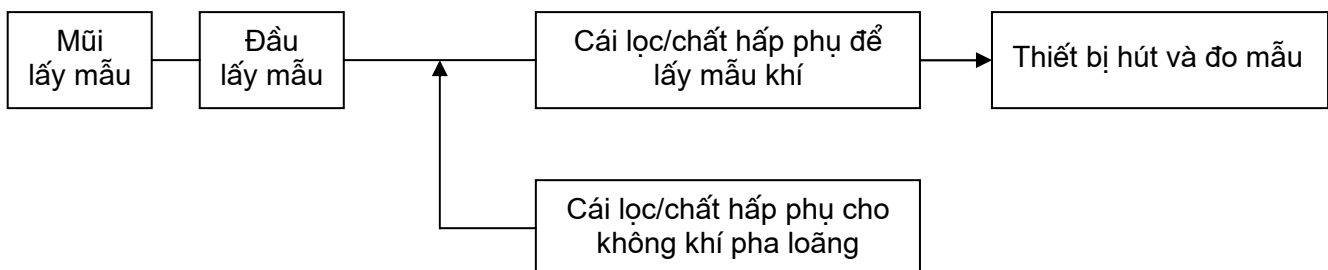 Mũi
lấy mẫu
Đầu
lấy mẫu
Cái lọc/chất hấp phụ để
lấy mẫu khí
Thiết bị hút và đo mẫu
Cái lọc/chất hấp phụ cho
không khí pha loãng